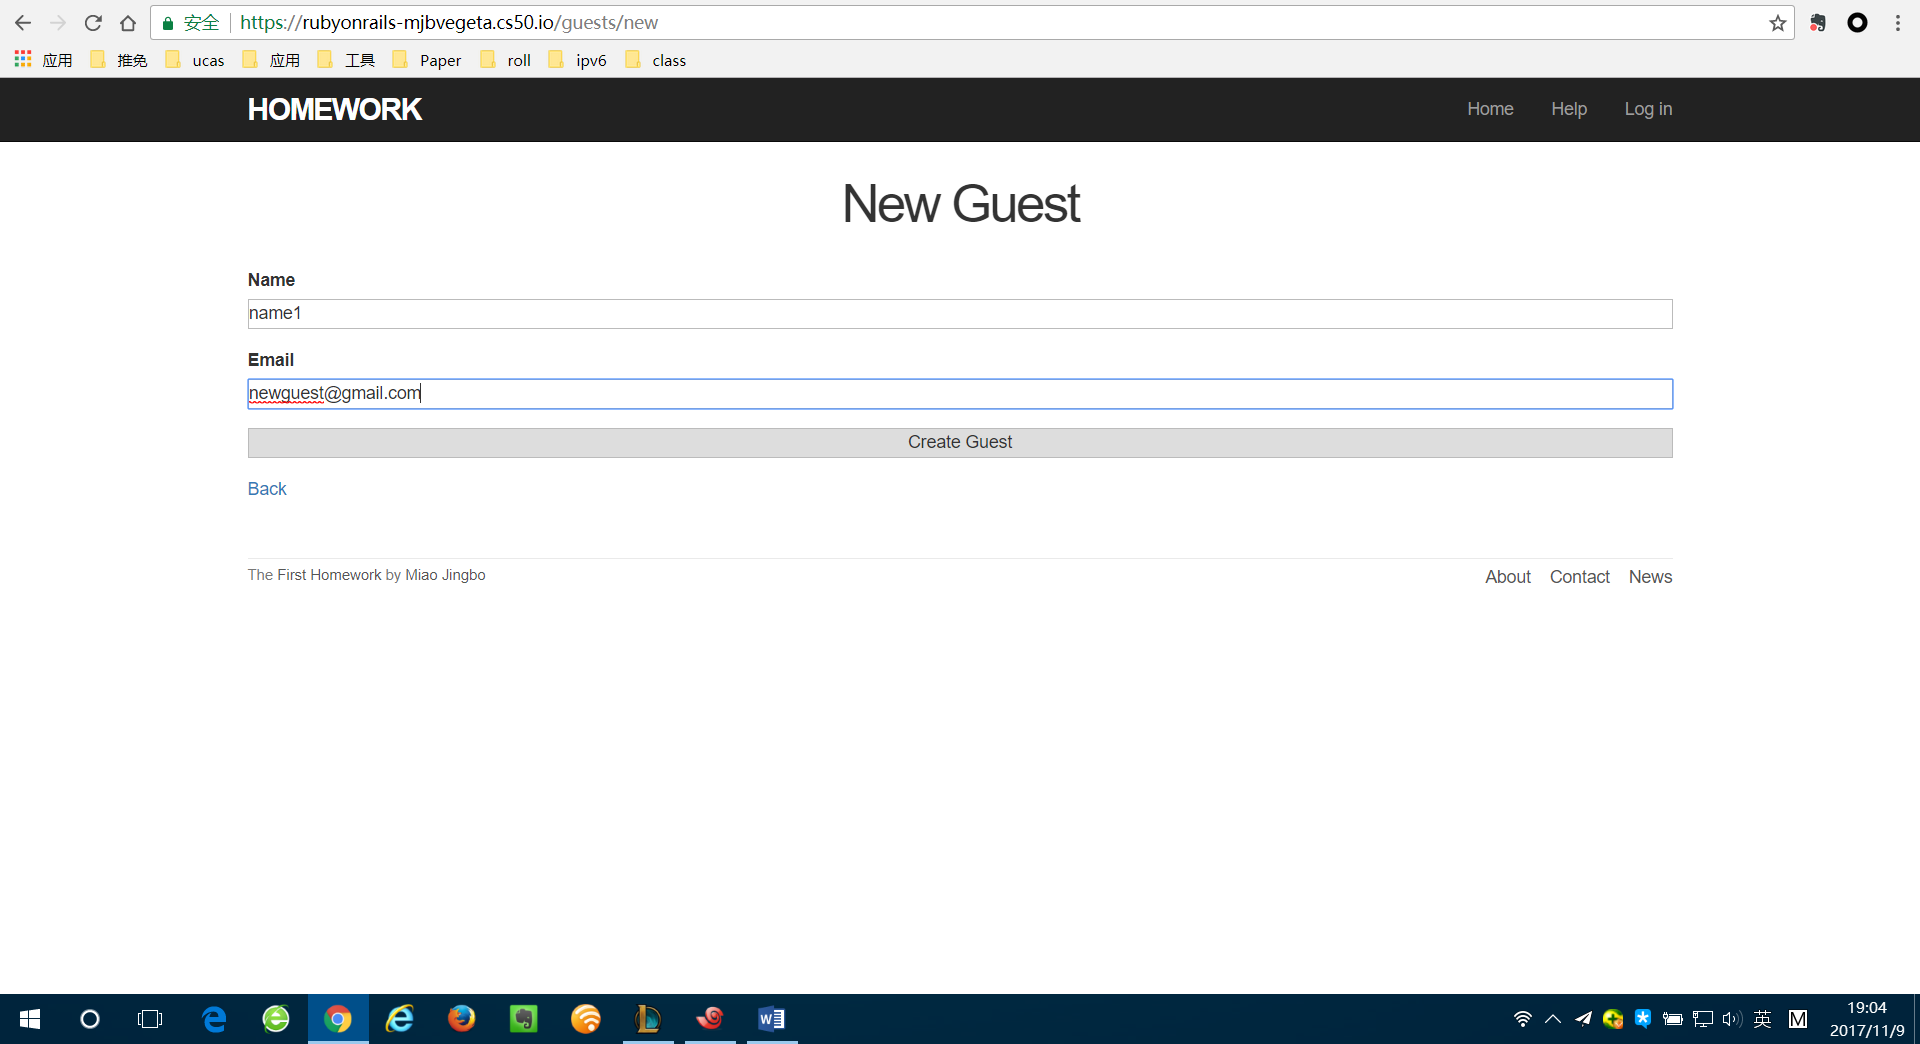 安全 https://rubyonrails-mjbvegeta.cs50.io/guests/new
应用 推免 ucas 应用 工具 Paper roll ipv6 class
HOMEWORK Home Help Log in
New Guest
Name
name1
Email
newguest@gmail.com
Create Guest
Back
The First Homework by Miao Jingbo About Contact News
英 M 19:04
2017/11/9